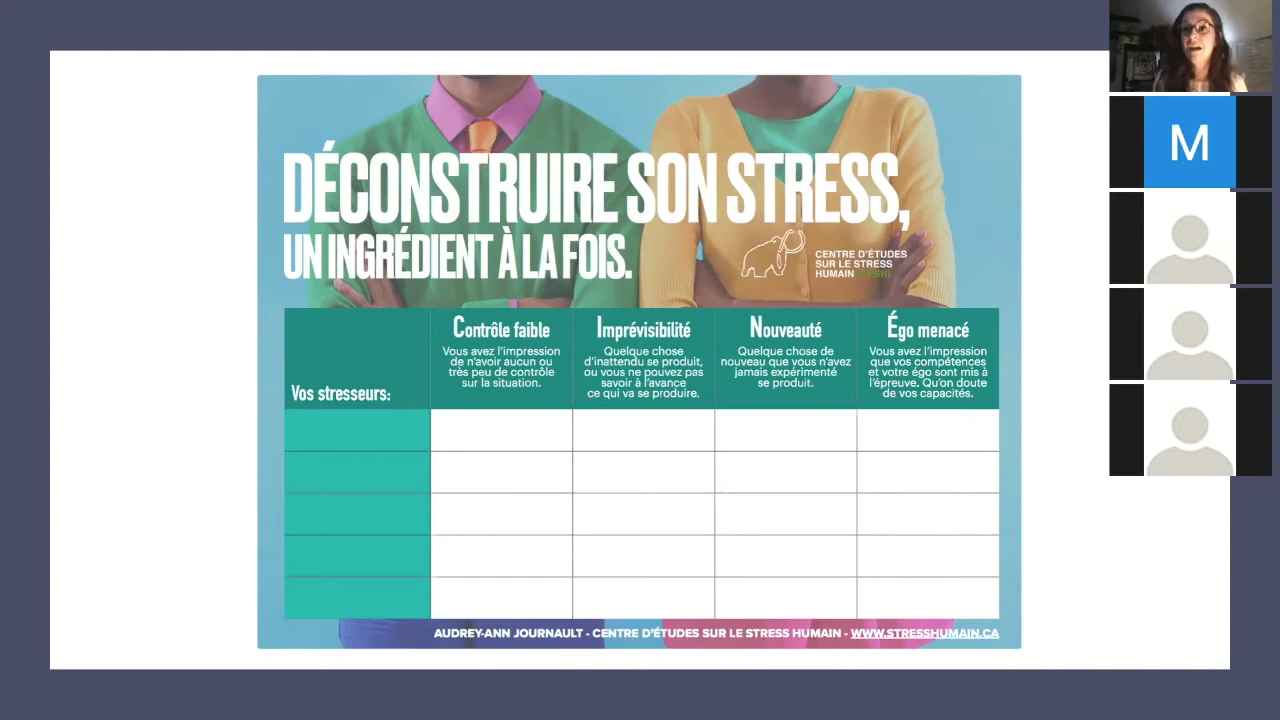 M
DÉCONSTRUIRE SON STRESS,
UN INGRÉDIENT À LA FOIS.
CENTRE D'ÉTUDES
SUR LE STRESS
HUMAIN (CESH)
Vos stresseurs:
Contrôle faible
Vous avez l'impression
de n'avoir aucun ou
très peu de contrôle
sur la situation.
Imprévisibilité
Quelque chose
d'inattendu se produit,
ou vous ne pouvez pas
savoir à l'avance
ce qui va se produire.
Nouveauté
Quelque chose de
nouveau que vous n'avez
jamais expérimenté
se produit.
Égo menacé
Vous avez l'impression
que vos compétences
et votre égo sont mis à
l'épreuve. Qu'on doute
de vos capacités.
AUDREY-ANN JOURNAULT - CENTRE D'ÉTUDES SUR LE STRESS HUMAIN - WWW.STRESSHUMAIN.CA